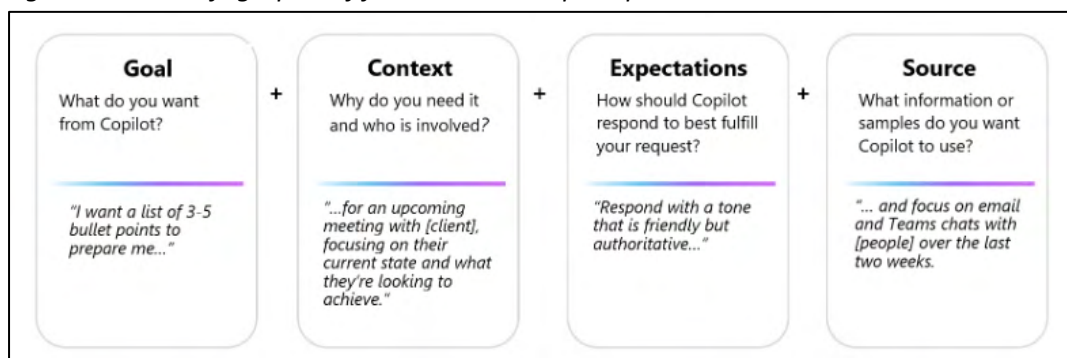 Goal
What do you want
from Copilot?
"I want a list of 3-5
bullet points to
prepare me..."
+
Context
Why do you need it
and who is involved?
"...for an upcoming
meeting with [client],
focusing on their
current state and what
they're looking to
achieve."
+
Expectations
How should Copilot
respond to best fulfill
your request?
"Respond with a tone
that is friendly but
authoritative..."
+
Source
What information or
samples do you want
Copilot to use?
"... and focus on email
and Teams chats with
[people] over the last
two weeks.